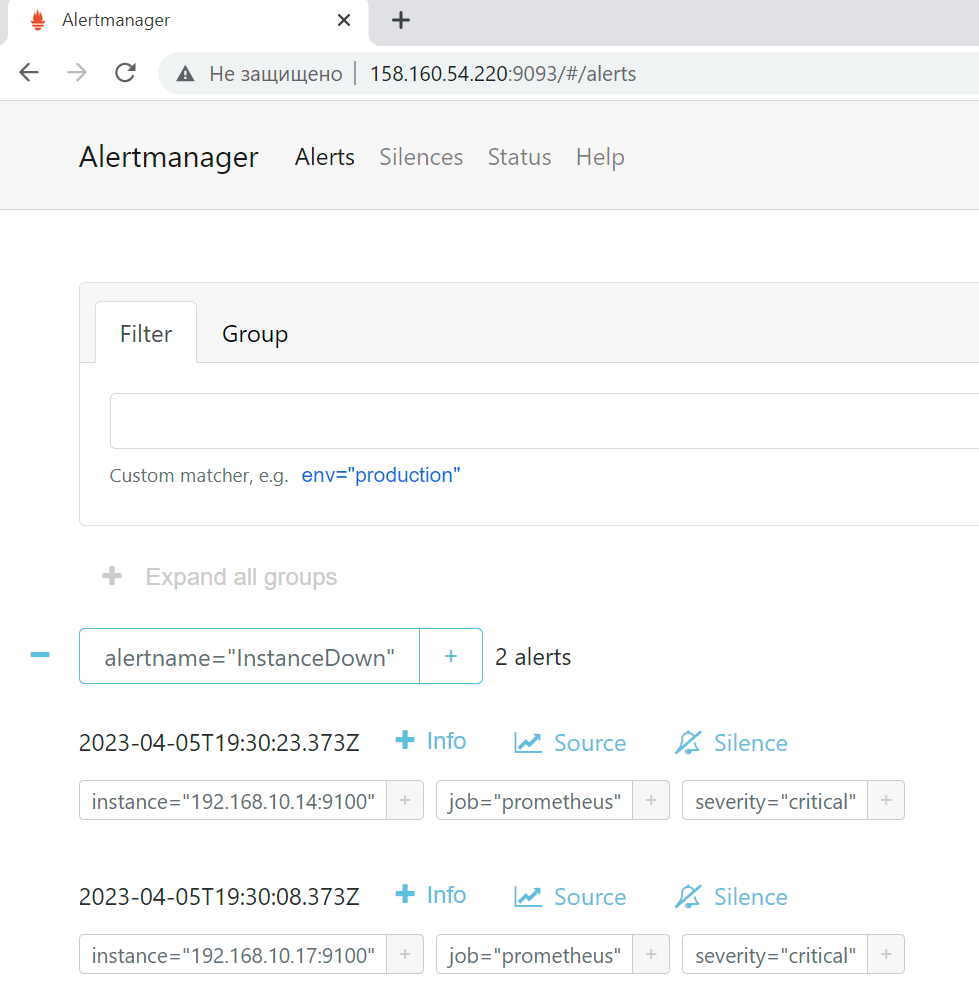 Alertmanager
Не защищено 158.160.54.220:9093/#/alerts
Alertmanager Alerts Silences Status Help
Filter Group
Custom matcher, e.g. env="production"
Expand all groups
alertname="InstanceDown" + 2 alerts
2023-04-05T19:30:23.373Z Info Source Silence
instance="192.168.10.14:9100" + job="prometheus" + severity="critical" +
2023-04-05T19:30:08.373Z Info Source Silence
instance="192.168.10.17:9100" + job="prometheus" + severity="critical" +